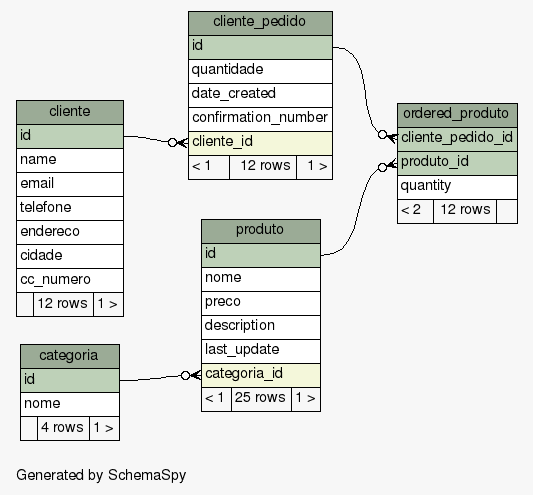 cliente_pedido
id
quantidade
date_created
confirmation_number
cliente_id
< 1 12 rows 1 >
cliente
id
name
email
telefone
endereco
cidade
cc_numero
12 rows 1 >
ordered_produto
cliente_pedido_id
produto_id
quantity
< 2 12 rows
produto
id
nome
preco
description
last_update
categoria_id
< 1 25 rows 1 >
categoria
id
nome
4 rows 1 >
Generated by SchemaSpy